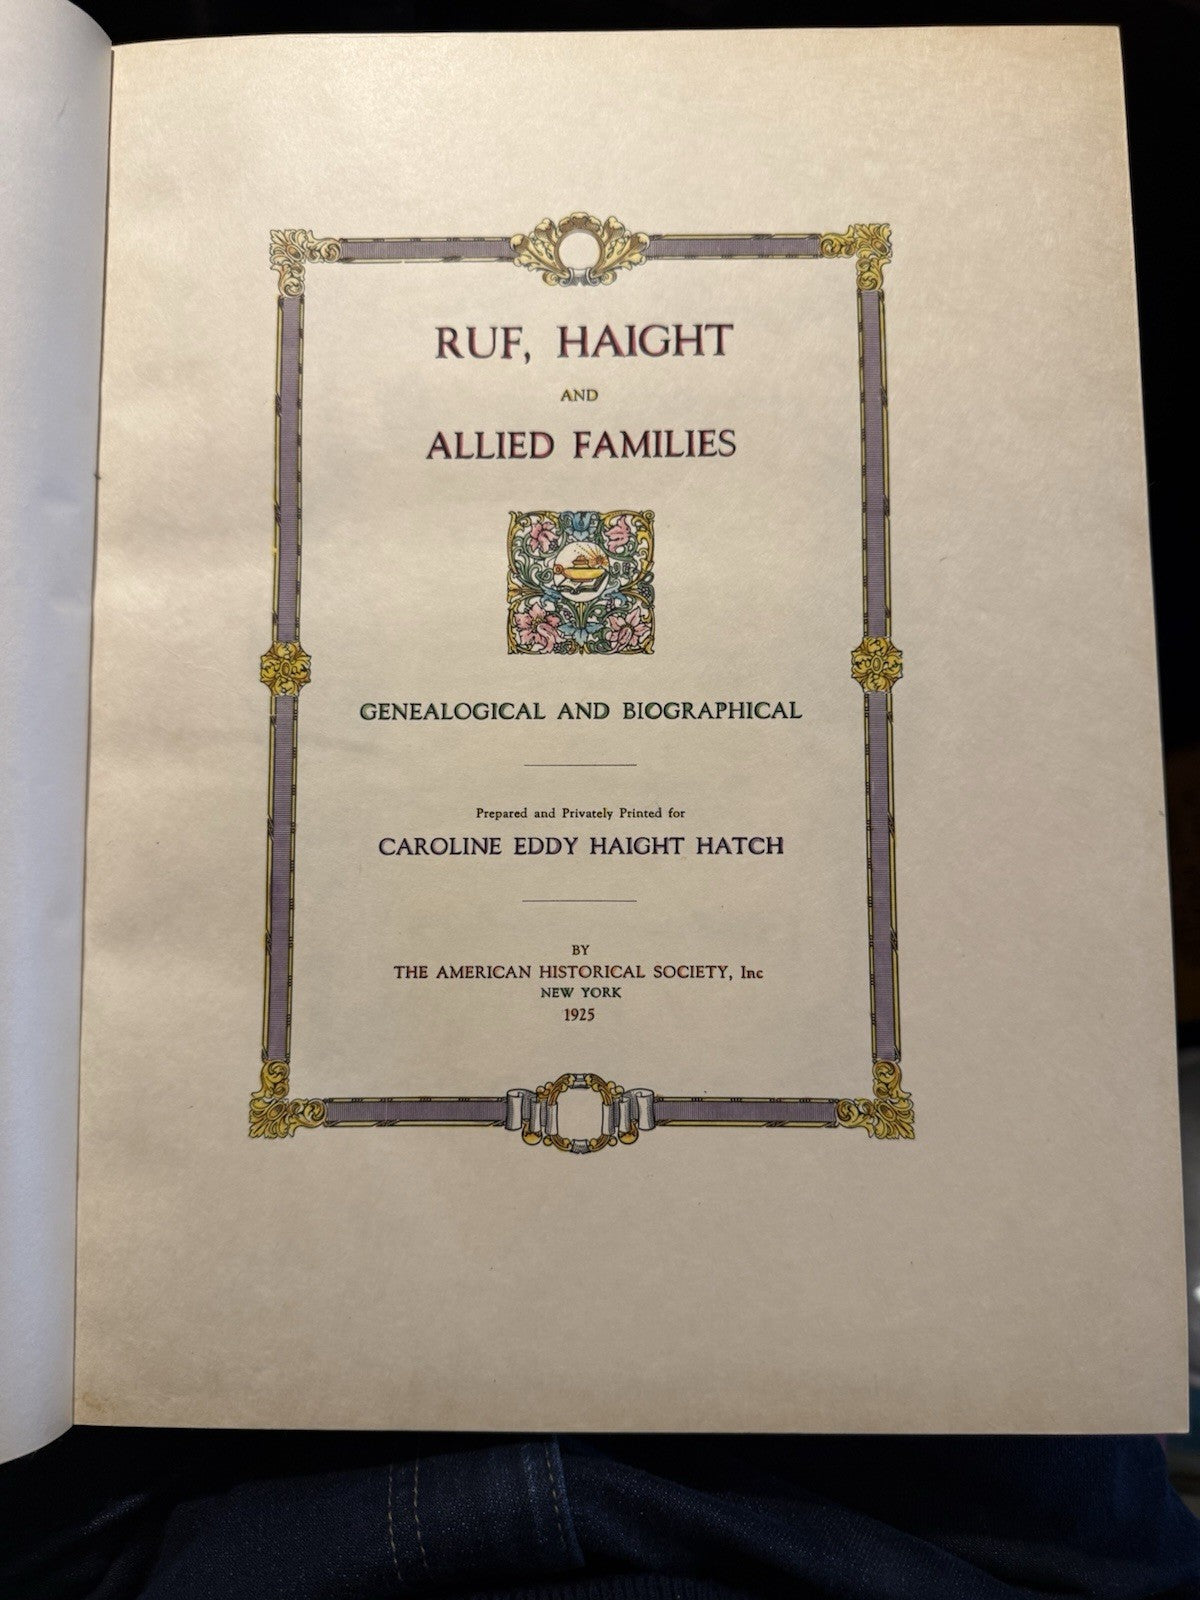 RUF, HAIGHT
AND
ALLIED FAMILIES
GENEALOGICAL AND BIOGRAPHICAL
Prepared and Privately Printed for
CAROLINE EDDY HAIGHT HATCH
BY
THE AMERICAN HISTORICAL SOCIETY, Inc
NEW YORK
1925